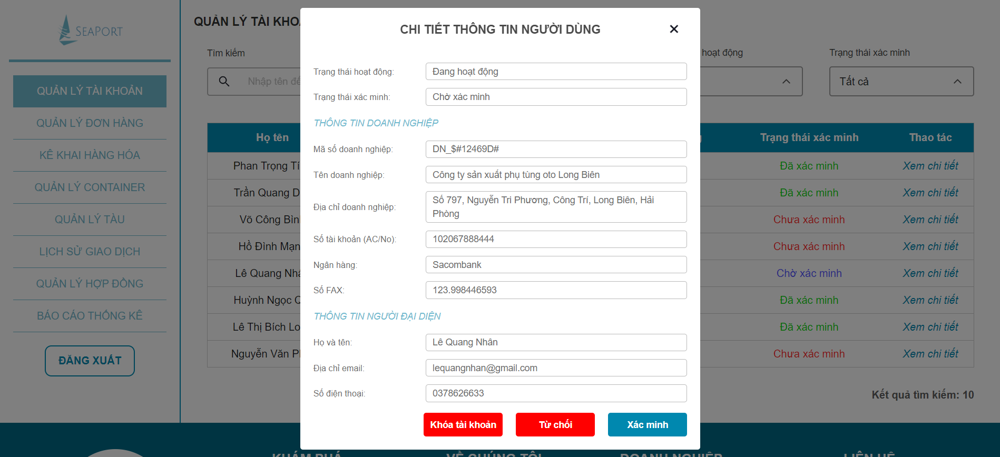 SEAPORT
QUẢN LÝ TÀI KHOẢN
QUẢN LÝ ĐƠN HÀNG
KÊ KHAI HÀNG HÓA
QUẢN LÝ CONTAINER
QUẢN LÝ TÀU
LỊCH SỬ GIAO DỊCH
QUẢN LÝ HỢP ĐỒNG
BÁO CÁO THỐNG KÊ
ĐĂNG XUẤT
QUẢN LÝ TÀI
Tìm kiếm
hoạt động
Trạng thái xác minh
Nhập tên để
Tất cả
Họ tên
Trạng thái xác minh
Thao tác
Phan Trọng
Đã xác minh
Xem chi tiết
Trần Quang
Đã xác minh
Xem chi tiết
Võ Công
Chưa xác minh
Xem chi tiết
Hồ Đình
Chưa xác minh
Xem chi tiết
Lê Quang
Chờ xác minh
Xem chi tiết
Huỳnh Ngọc
Đã xác minh
Xem chi tiết
Lê Thị Bích
Đã xác minh
Xem chi tiết
Nguyễn Văn
Chưa xác minh
Xem chi tiết
Kết quả tìm kiếm: 10
CHI TIẾT THÔNG TIN NGƯỜI DÙNG
Trạng thái hoạt động: Đang hoạt động
Trạng thái xác minh: Chờ xác minh
THÔNG TIN DOANH NGHIỆP
Mã số doanh nghiệp: DN_$#12469D#
Tên doanh nghiệp: Công ty sản xuất phụ tùng oto Long Biên
Địa chỉ doanh nghiệp: Số 797, Nguyễn Tri Phương, Công Trí, Long Biên, Hải
Phòng
Số tài khoản (AC/No): 102067888444
Ngân hàng: Sacombank
Số FAX: 123.998446593
THÔNG TIN NGƯỜI ĐẠI DIỆN
Họ và tên: Lê Quang Nhân
Địa chỉ email: lequangnhan@gmail.com
Số điện thoại: 0378626633
Khóa tài khoản
Từ chối
Xác minh
KHÁM PHÁ
VỀ CHÚNG TÔI
DOANH NGHIỆP
LIÊN HỆ